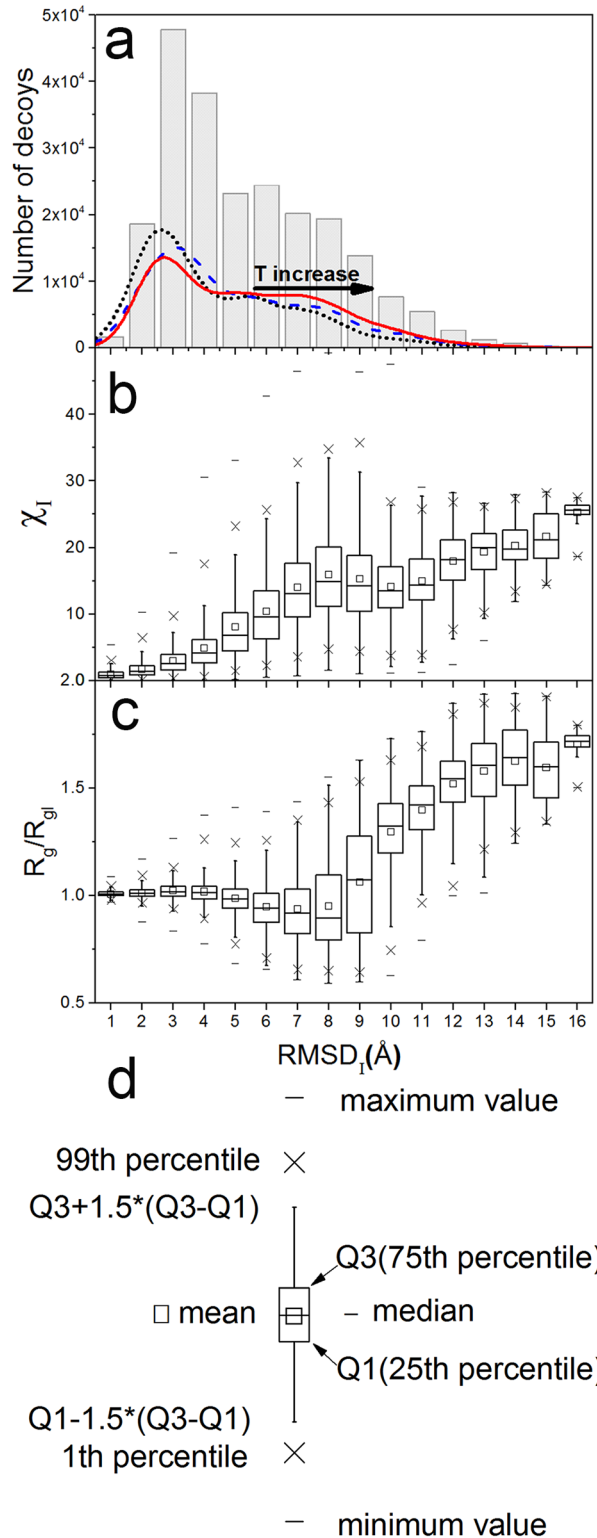 a
Number of decoys
5x10⁴
4x10⁴
3x10⁴
2x10⁴
1x10⁴
0
T increase
b
χI
40
30
20
10
2.0
c
Rg/RgI
1.5
1.0
0.5
1 2 3 4 5 6 7 8 9 10 11 12 13 14 15 16
RMSDI(Å)
d
maximum value
99th percentile
Q3+1.5*(Q3-Q1)
Q3(75th percentile)
mean
median
Q1(25th percentile)
Q1-1.5*(Q3-Q1)
1th percentile
minimum value